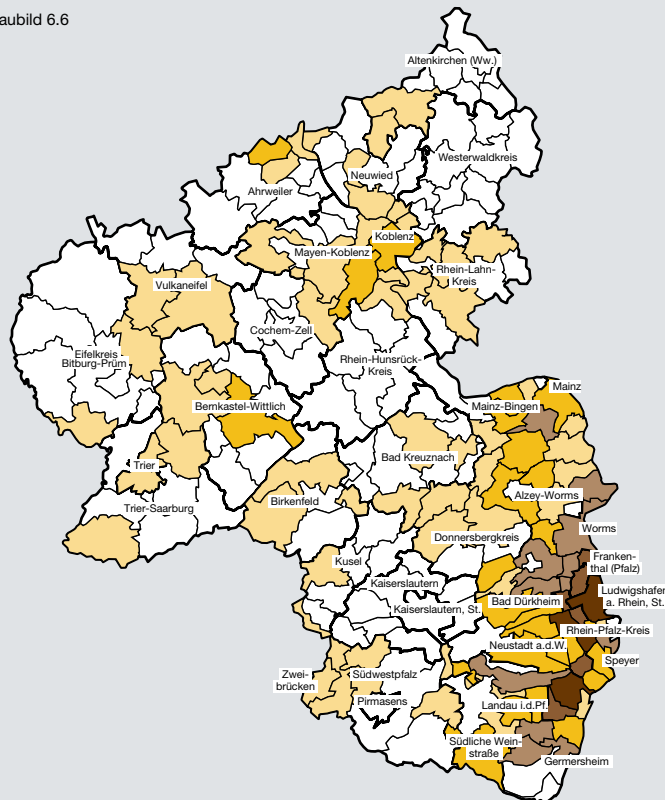 aubild 6.6
Altenkirchen (Ww.)
Westerwaldkreis
Neuwied
Ahrweiler
Koblenz
Mayen-Koblenz
Rhein-Lahn-
Kreis
Vulkaneifel
Cochem-Zell
Eifelkreis
Bitburg-Prüm
Rhein-Hunsrück-
Kreis
Mainz
Mainz-Bingen
Bernkastel-Wittlich
Bad Kreuznach
Trier
Alzey-Worms
Birkenfeld
Trier-Saarburg
Worms
Donnersbergkreis
Franken-
thal (Pfalz)
Kusel
Kaiserslautern
Ludwigshafen
a. Rhein, St.
Bad Dürkheim
Kaiserslautern, St.
Rhein-Pfalz-Kreis
Neustadt a.d.W.
Speyer
Zwei-
brücken
Südwestpfalz
Pirmasens
Landau i.d.Pf.
Südliche Wein-
straße
Germersheim